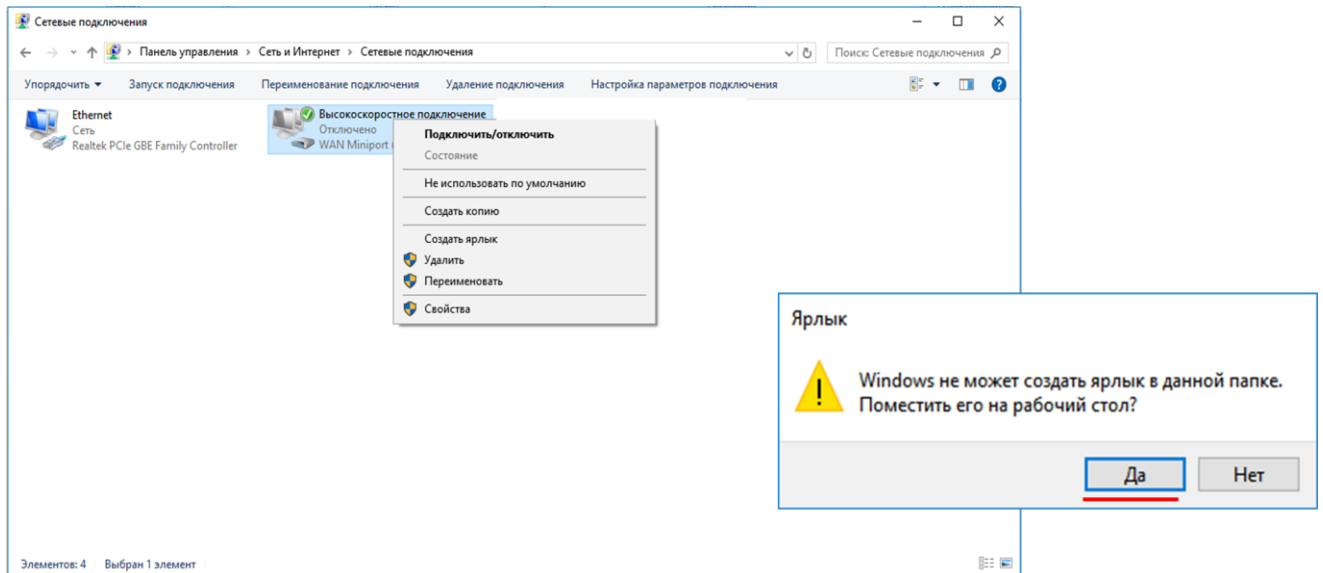 Сетевые подключения
Панель управления > Сеть и Интернет > Сетевые подключения
Поиск: Сетевые подключения
Упорядочить Запуск подключения Переименование подключения Удаление подключения Настройка параметров подключения
Ethernet
Сеть
Realtek PCIe GBE Family Controller
Высокоскоростное подключение
Отключено
WAN Miniport
Подключить/отключить
Состояние
Не использовать по умолчанию
Создать копию
Создать ярлык
Удалить
Переименовать
Свойства
Ярлык
Windows не может создать ярлык в данной папке.
Поместить его на рабочий стол?
Да Нет
Элементов: 4 Выбран 1 элемент